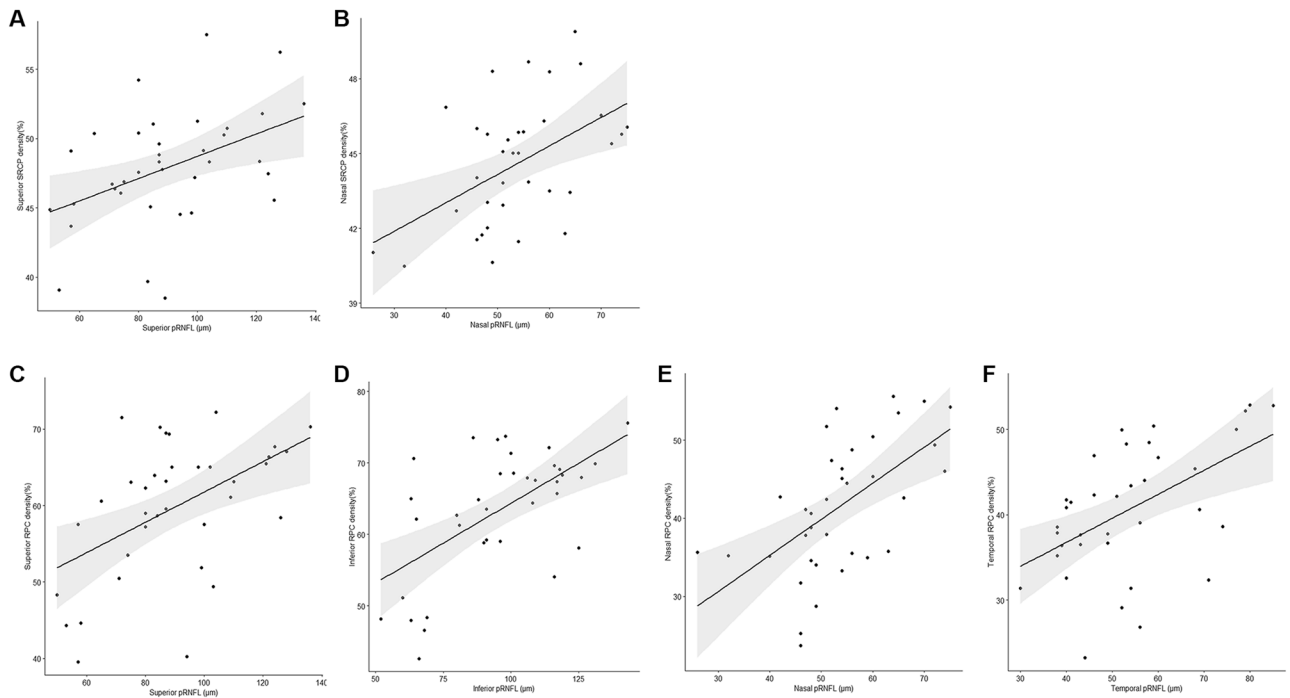 A
B
Superior SRCP density(%)
55
50
45
40
60
80
100
120
140
Superior pRNFL (μm)
Nasal SRCP density(%)
48
45
42
39
30
40
50
60
70
Nasal pRNFL (μm)
C
D
E
F
Superior RPC density(%)
70
60
50
40
60
80
100
120
140
Superior pRNFL (μm)
Inferior RPC density(%)
80
70
60
50
50
75
100
125
Inferior pRNFL (μm)
Nasal RPC density(%)
50
40
30
30
40
50
60
70
Nasal pRNFL (μm)
Temporal RPC density(%)
50
40
30
30
40
50
60
70
80
Temporal pRNFL (μm)